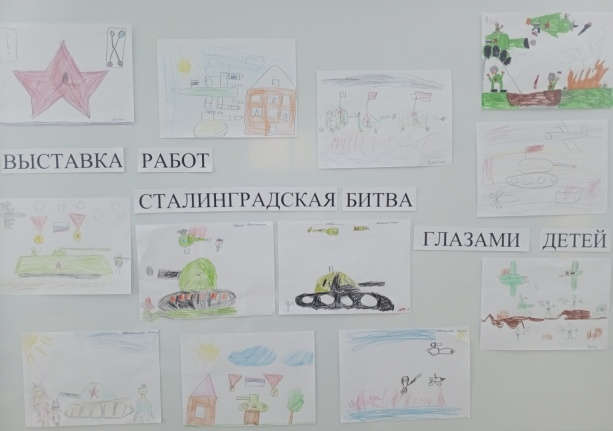 ВЫСТАВКА РАБОТ
СТАЛИНГРАДСКАЯ БИТВА
ГЛАЗАМИ ДЕТЕЙ